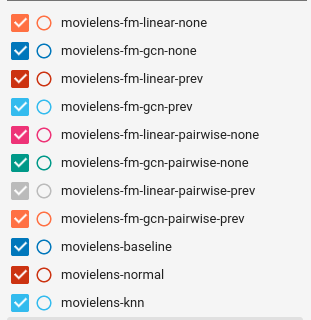 movielens-fm-linear-none
movielens-fm-gcn-none
movielens-fm-linear-prev
movielens-fm-gcn-prev
movielens-fm-linear-pairwise-none
movielens-fm-gcn-pairwise-none
movielens-fm-linear-pairwise-prev
movielens-fm-gcn-pairwise-prev
movielens-baseline
movielens-normal
movielens-knn